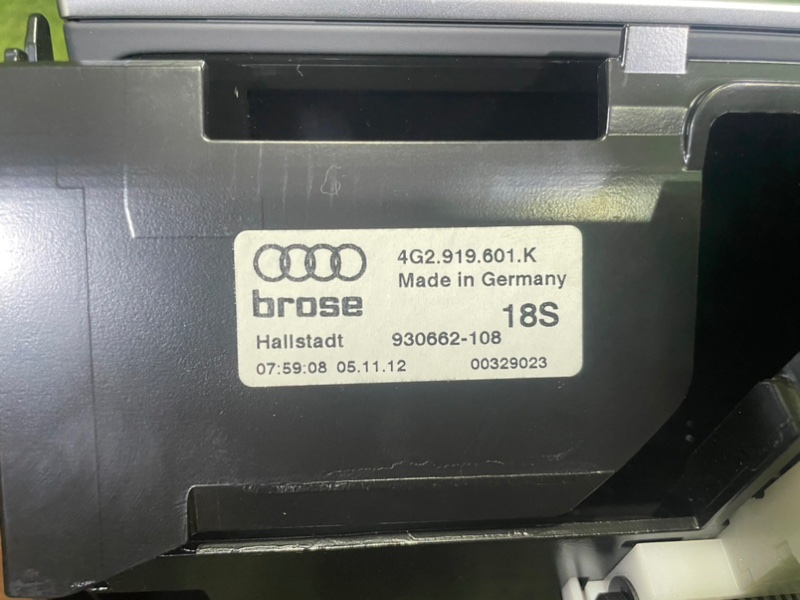 4G2.919.601.K
Made in Germany
brose
18S
Hallstadt 930662-108
07:59:08 05.11.12 00329023